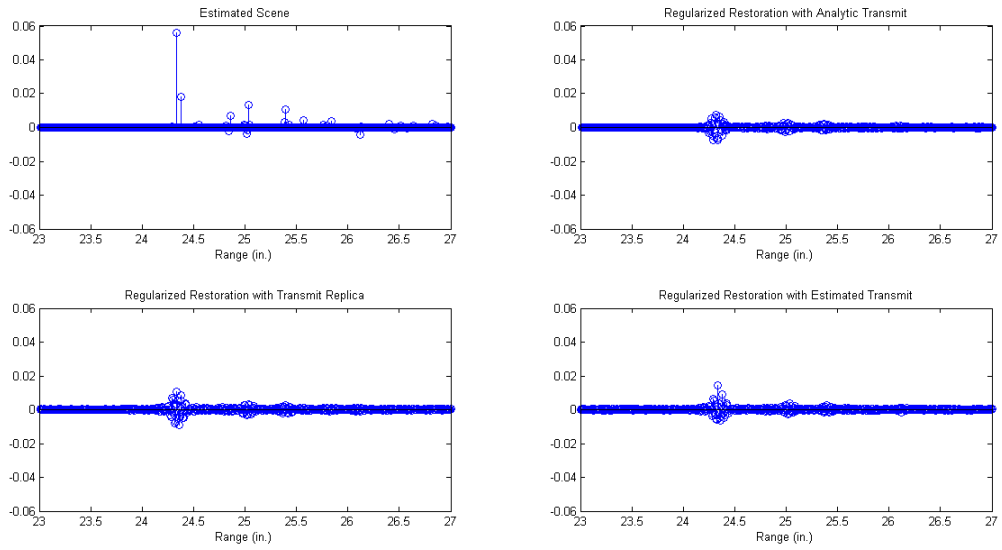 Estimated Scene
0.06
0.04
0.02
0
-0.02
-0.04
-0.06
23 23.5 24 24.5 25 25.5 26 26.5 27
Range (in.)
Regularized Restoration with Analytic Transmit
0.06
0.04
0.02
0
-0.02
-0.04
-0.06
23 23.5 24 24.5 25 25.5 26 26.5 27
Range (in.)
Regularized Restoration with Transmit Replica
0.06
0.04
0.02
0
-0.02
-0.04
-0.06
23 23.5 24 24.5 25 25.5 26 26.5 27
Range (in.)
Regularized Restoration with Estimated Transmit
0.06
0.04
0.02
0
-0.02
-0.04
-0.06
23 23.5 24 24.5 25 25.5 26 26.5 27
Range (in.)